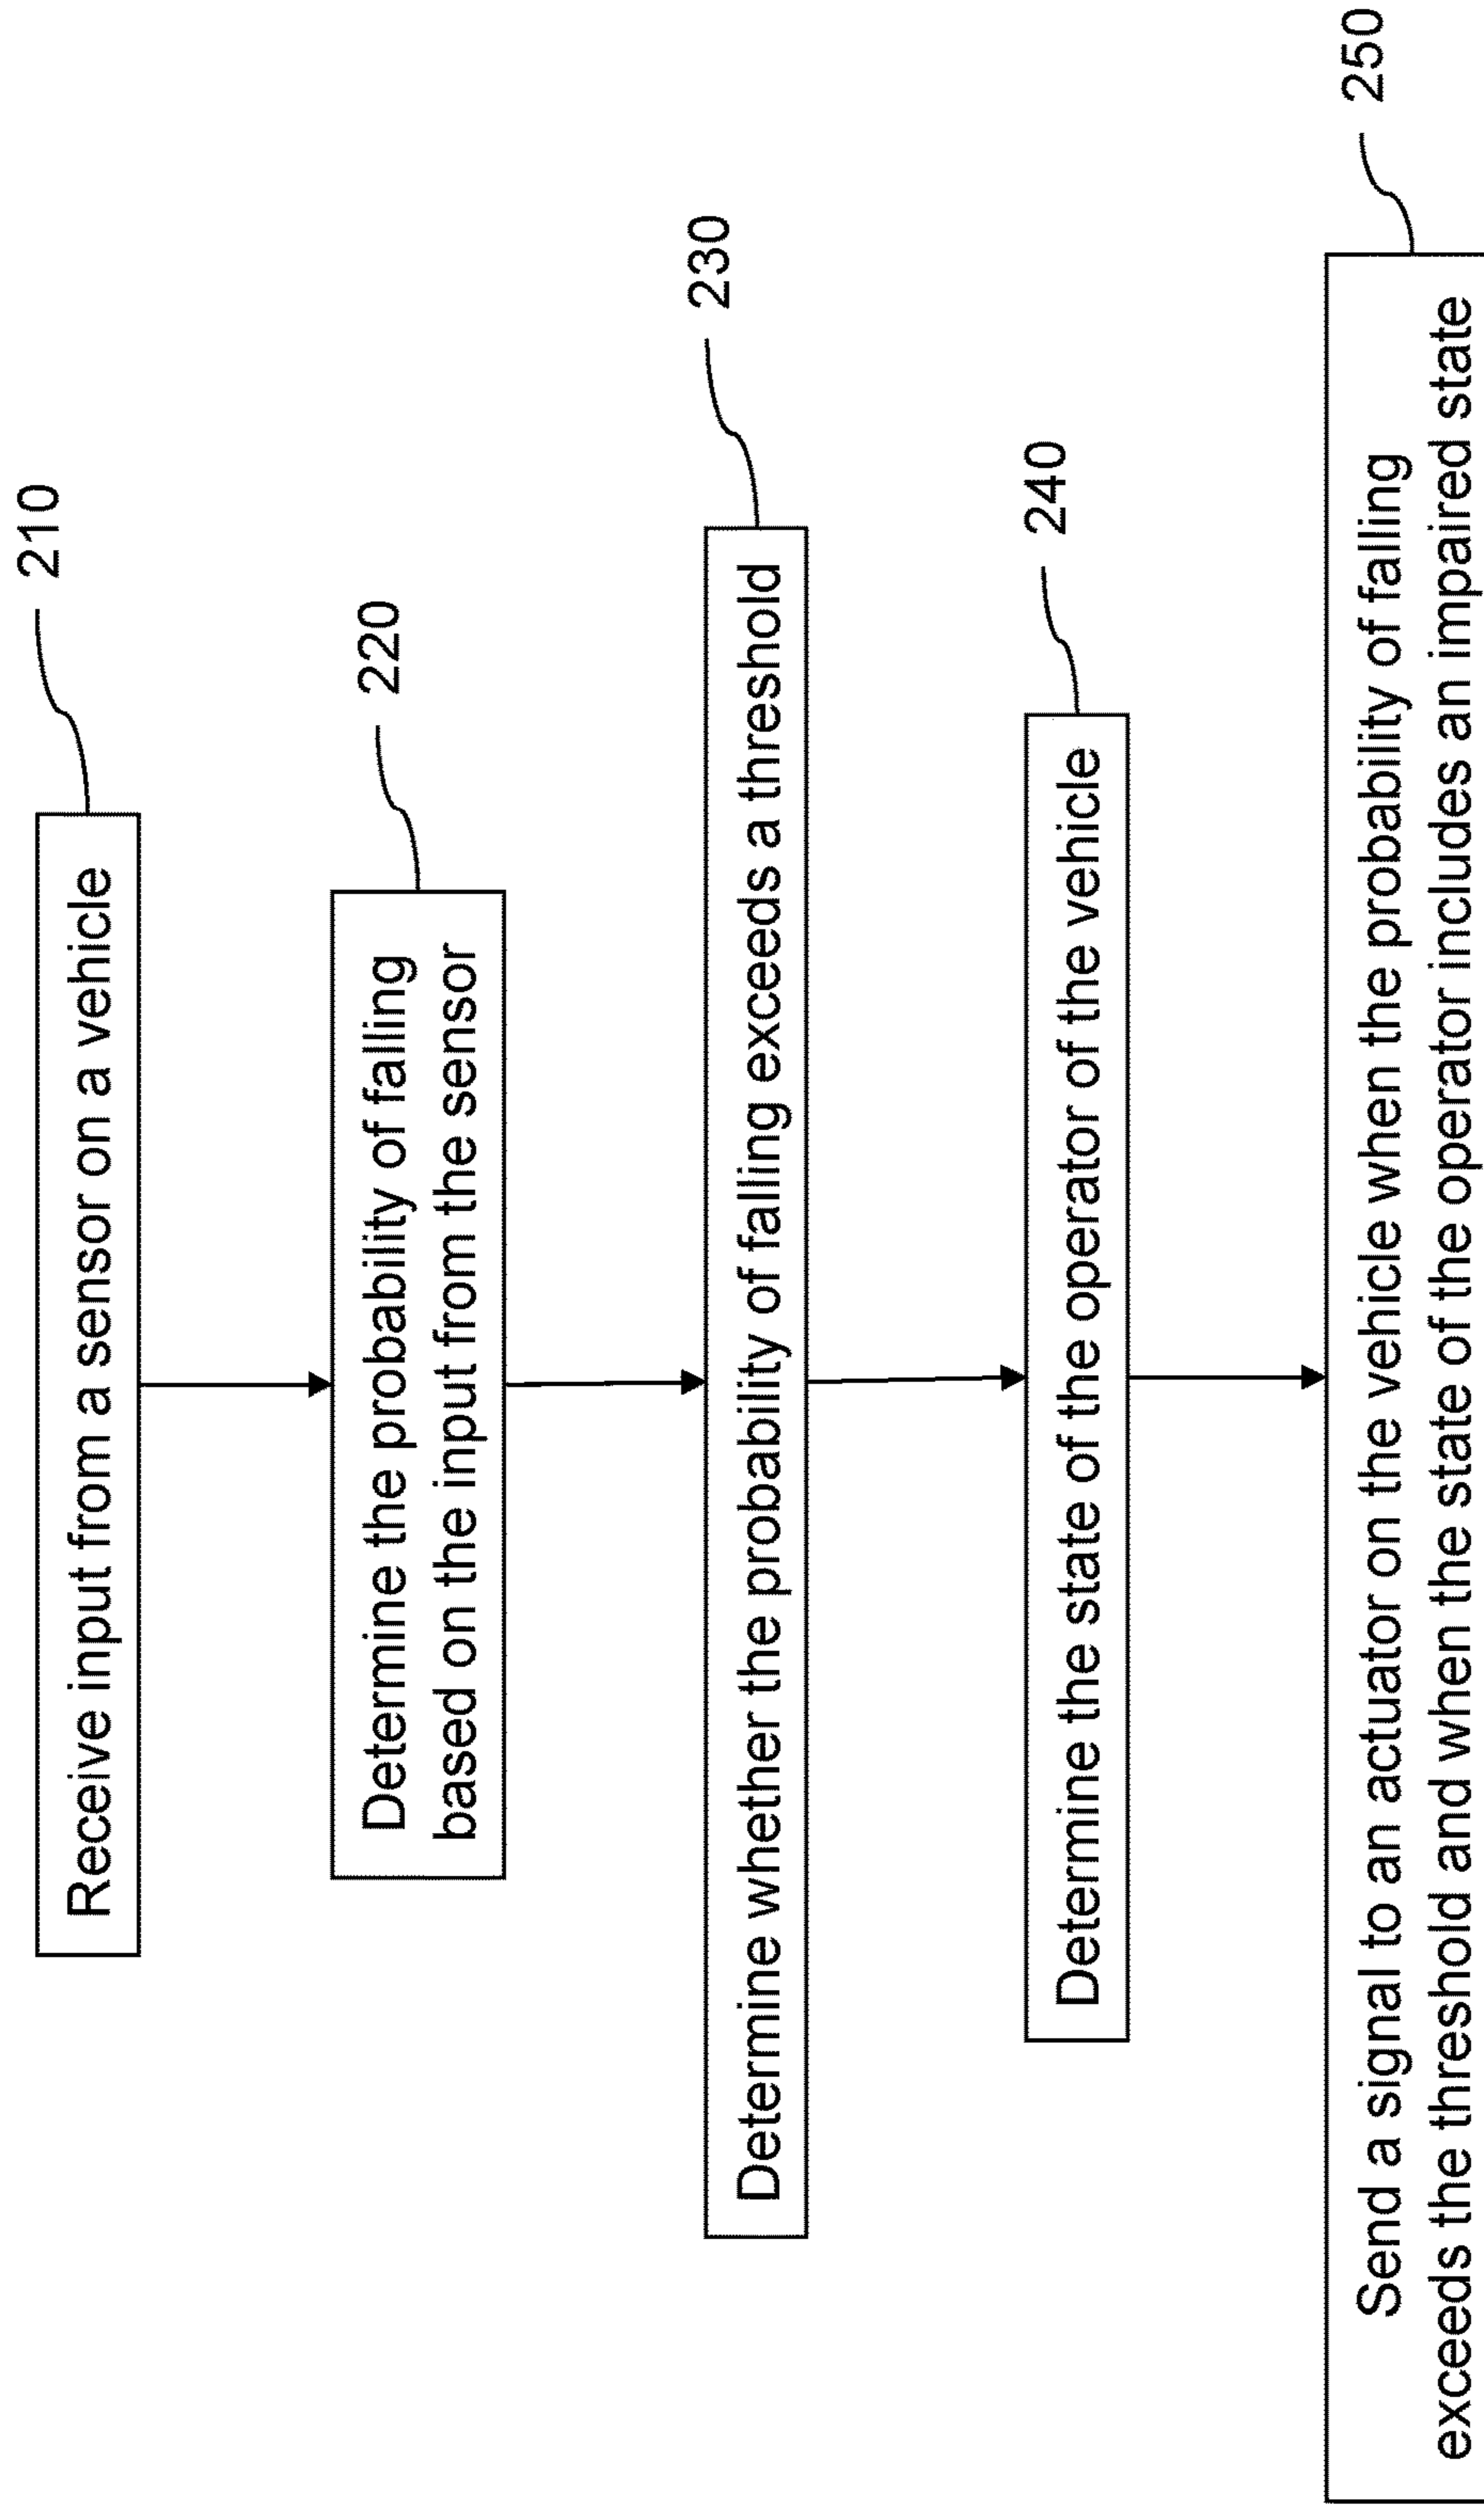 210
Receive input from a sensor on a vehicle
220
Determine the probability of falling
based on the input from the sensor
230
Determine whether the probability of falling exceeds a threshold
240
Determine the state of the operator of the vehicle
250
Send a signal to an actuator on the vehicle when the probability of falling
exceeds the threshold and when the state of the operator includes an impaired state